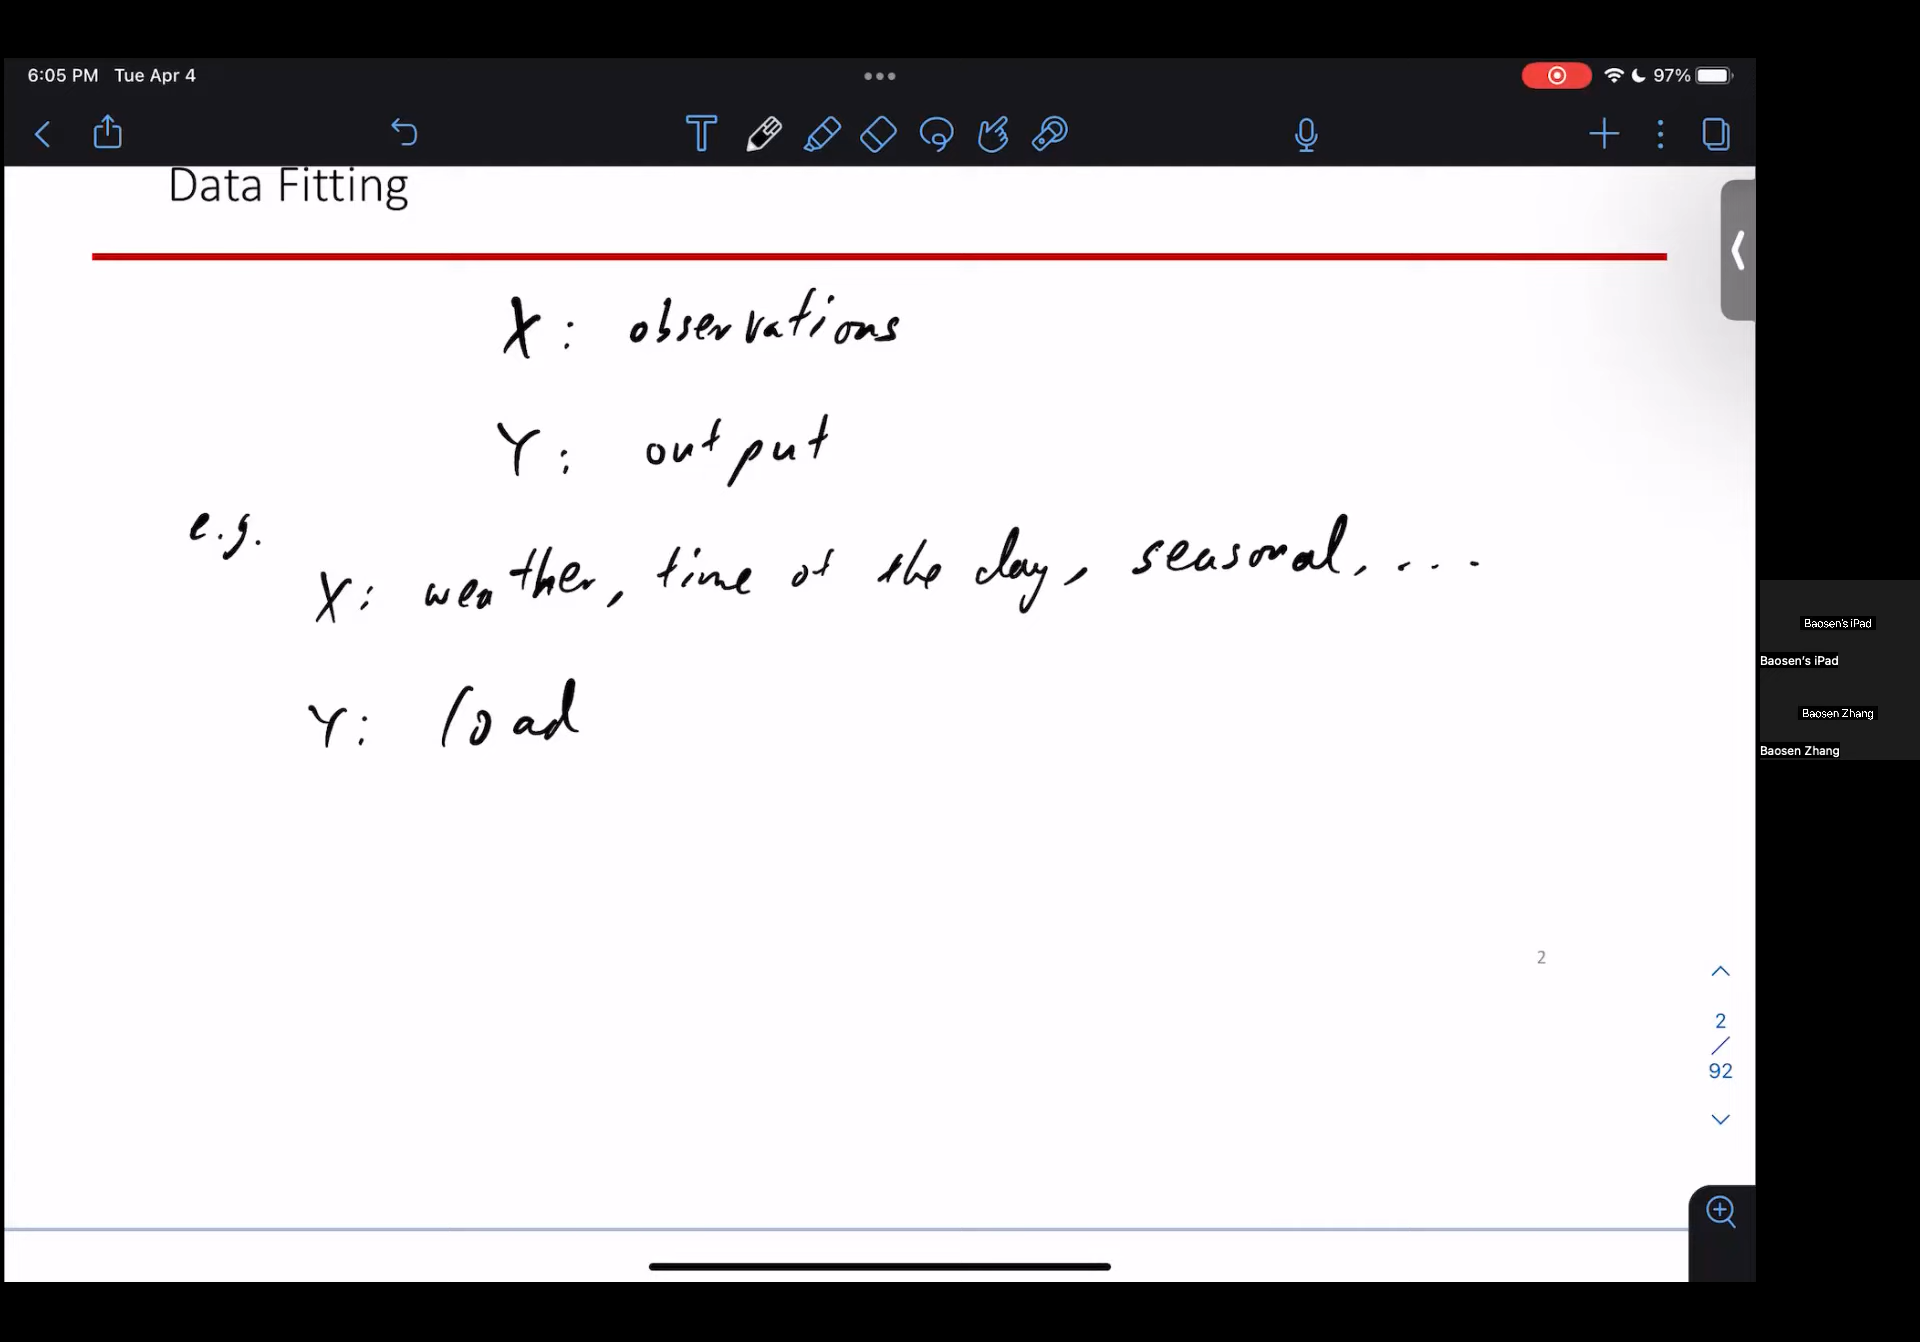 6:05 PM Tue Apr 4
97%
Data Fitting
X: observations
Y: output
e.g.
X: weather, time of the day, seasonal, ...
Y: load
2
2
/
92
Baosen's iPad
Baosen's iPad
Baosen Zhang
Baosen Zhang